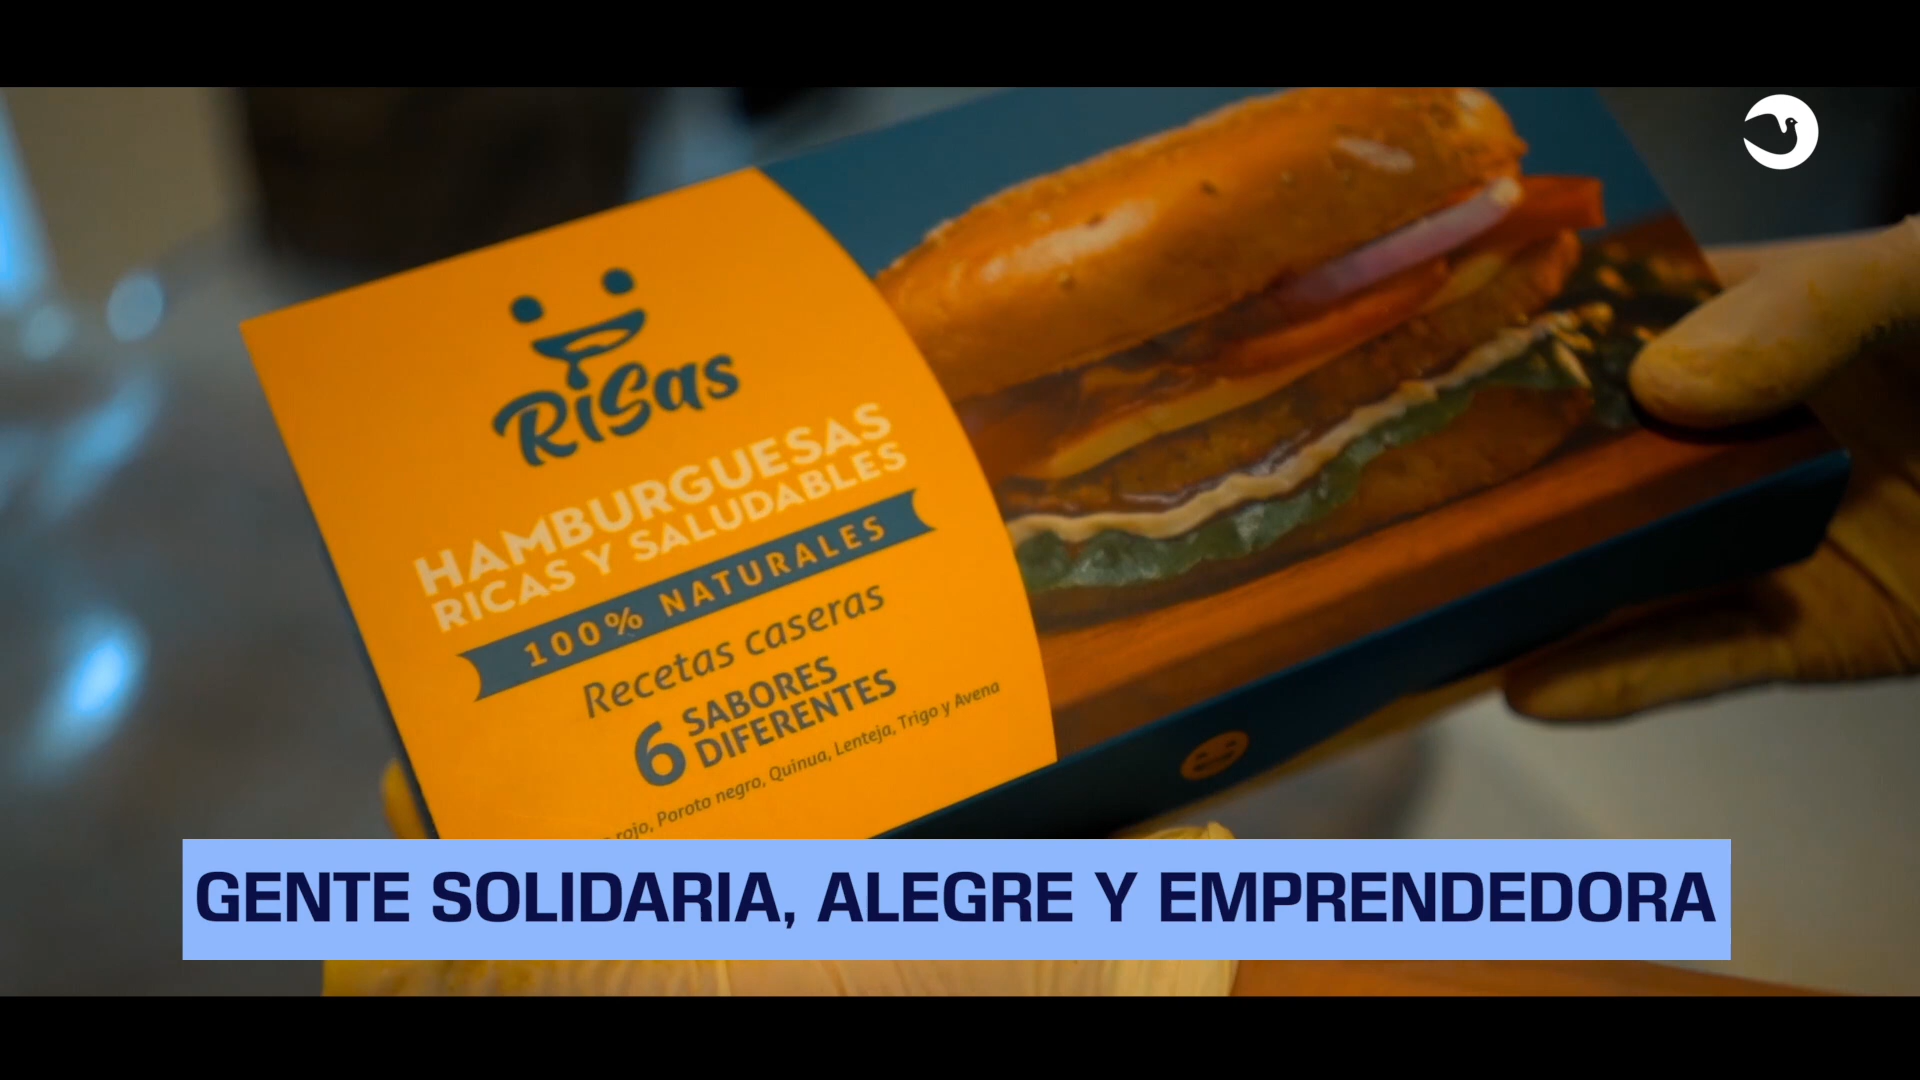 RiSas
HAMBURGUESAS
RICAS Y SALUDABLES
100% NATURALES
Recetas caseras
6 SABORES
DIFERENTES
rojo, Poroto negro, Quinua, Lenteja, Trigo y Avena
GENTE SOLIDARIA, ALEGRE Y EMPRENDEDORA